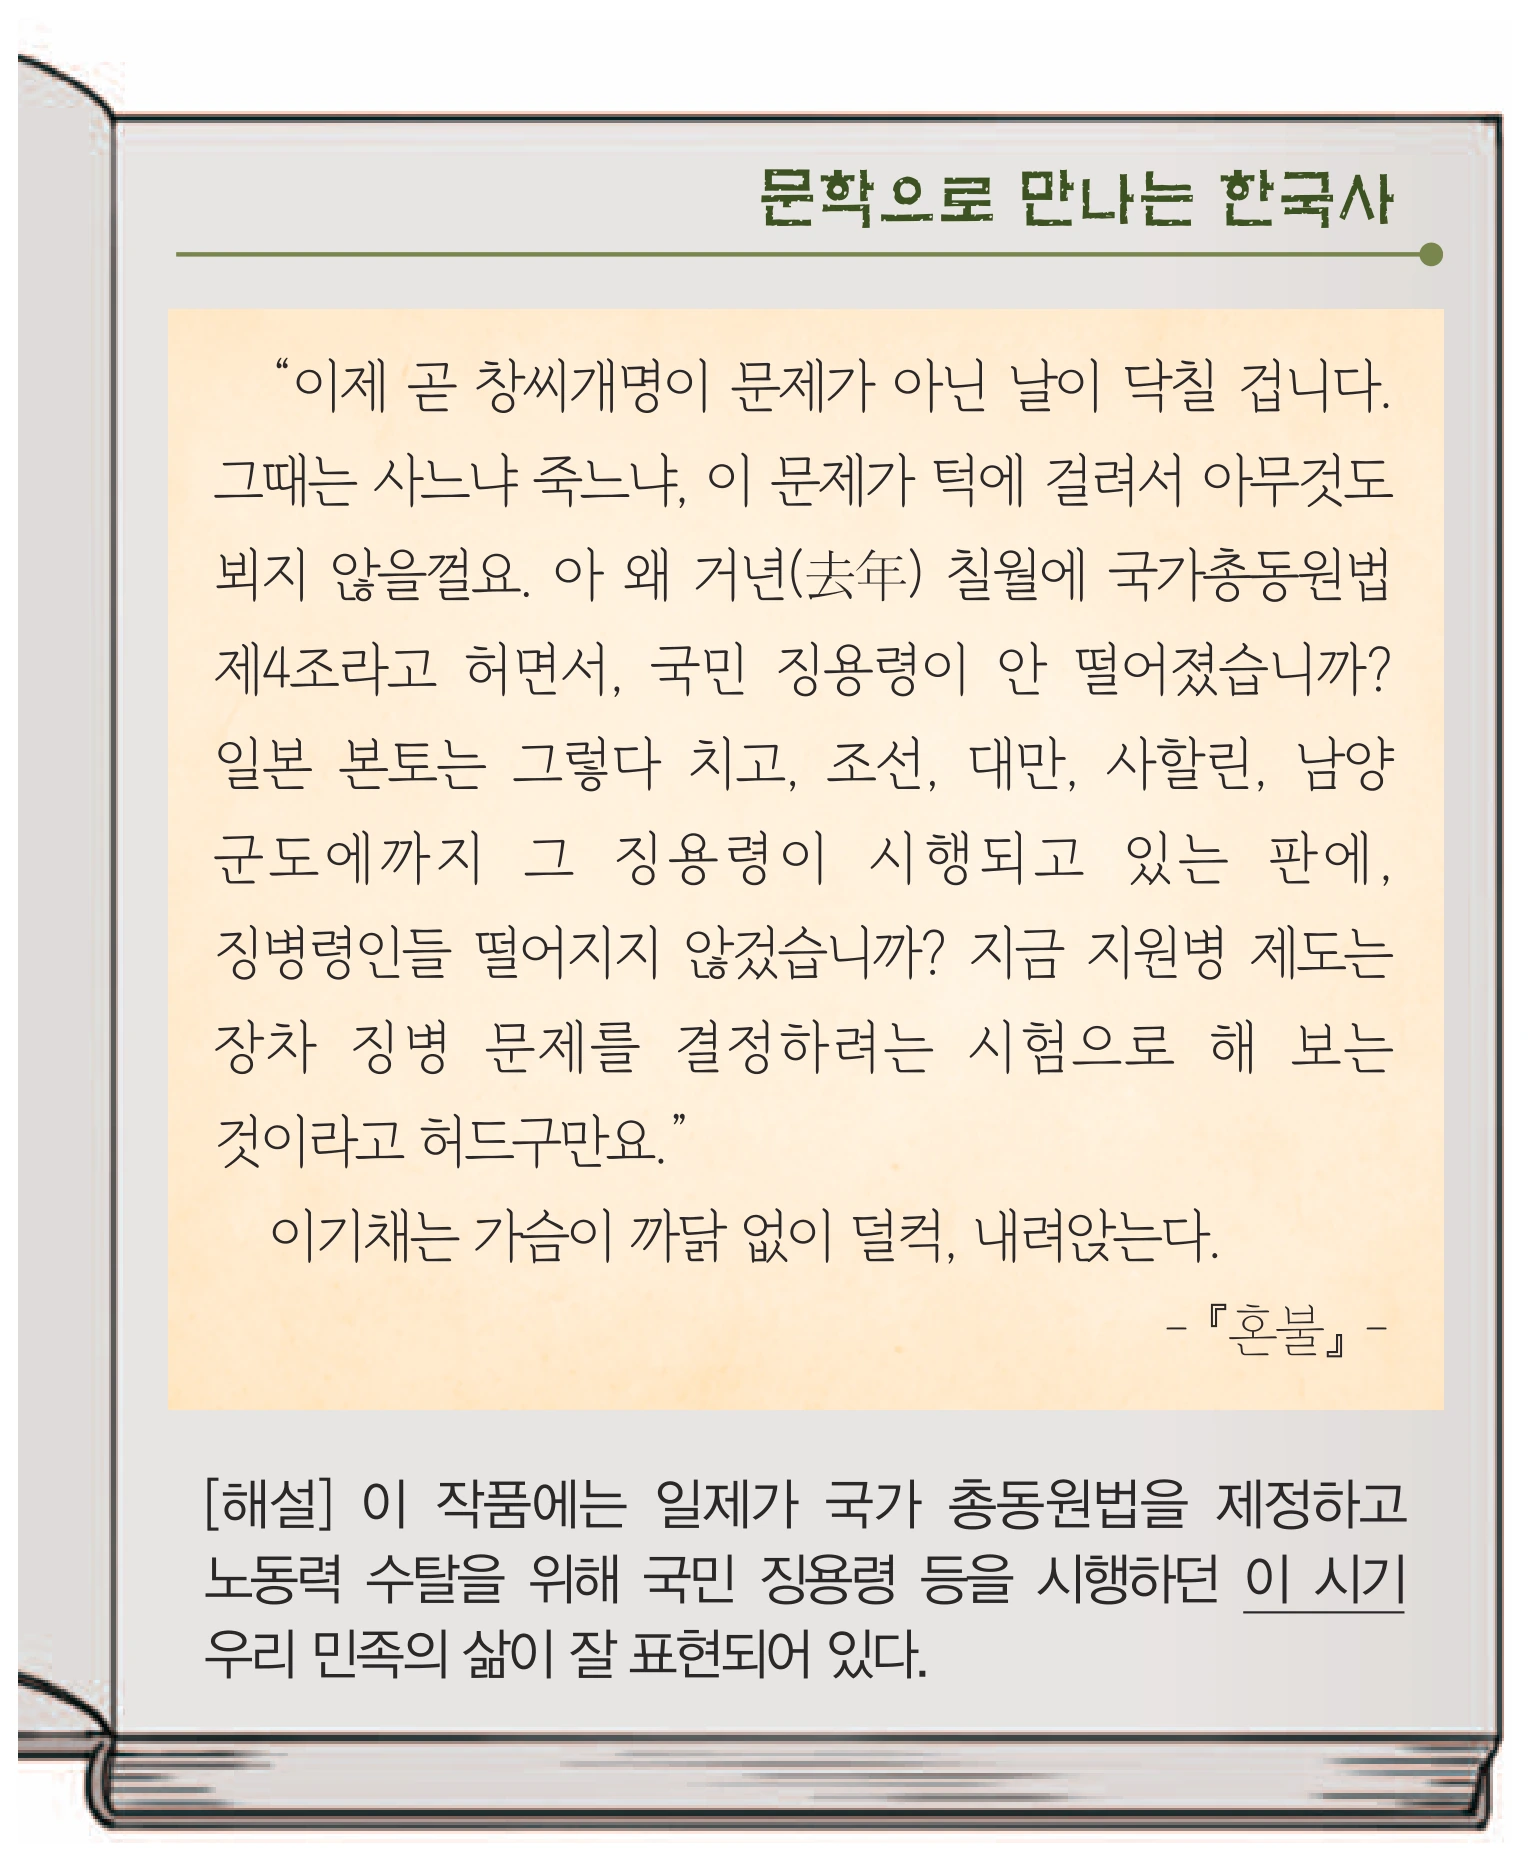 문학으로 만나는 한국사
“이제 곧 창씨개명이 문제가 아닌 날이 닥칠 겁니다.
그때는 사느냐 죽느냐, 이 문제가 턱에 걸려서 아무것도
뵈지 않을껄요. 아 왜 거년(去年) 칠월에 국가총동원법
제4조라고 허면서, 국민 징용령이 안 떨어졌습니까?
일본 본토는 그렇다 치고, 조선, 대만, 사할린, 남양
군도에까지 그 징용령이 시행되고 있는 판에,
징병령인들 떨어지지 않겄습니까? 지금 지원병 제도는
장차 징병 문제를 결정하려는 시험으로 해 보는
것이라고 허드구만요.”
이기채는 가슴이 까닭 없이 덜컥, 내려앉는다.
-『혼불』-
[해설] 이 작품에는 일제가 국가 총동원법을 제정하고
노동력 수탈을 위해 국민 징용령 등을 시행하던 이 시기
우리 민족의 삶이 잘 표현되어 있다.